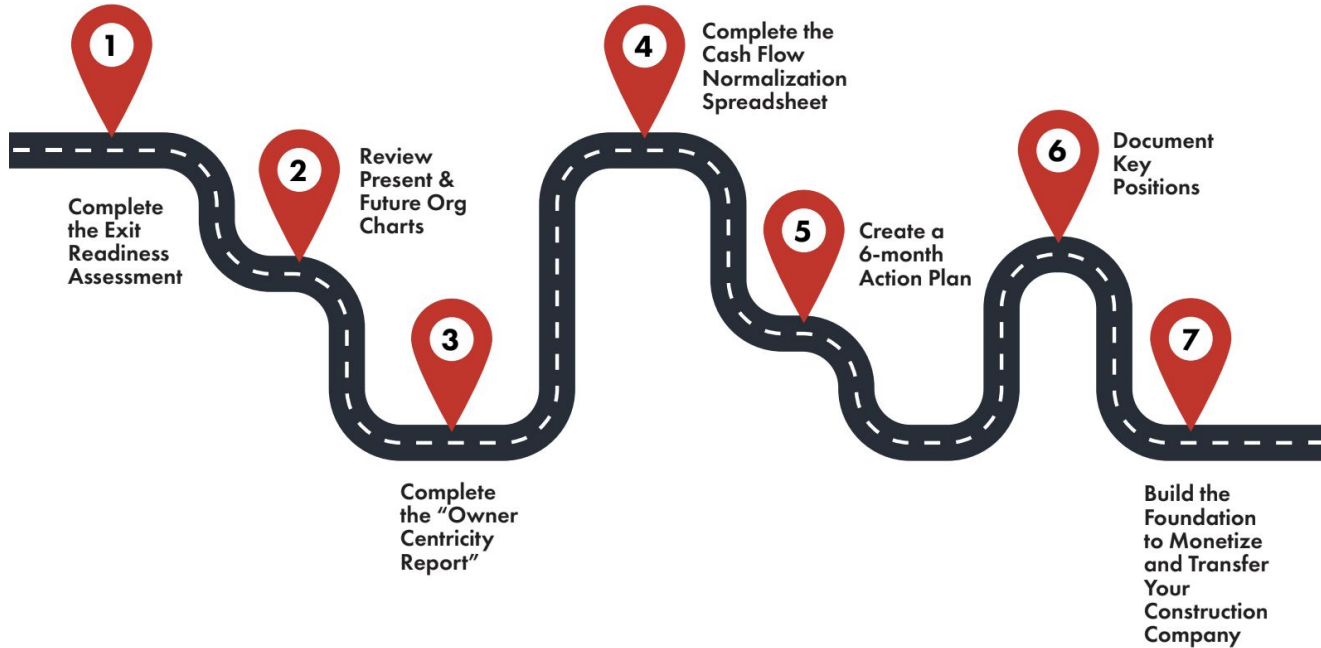 1
Complete
the Exit
Readiness
Assessment
2
Review
Present &
Future Org
Charts
3
Complete
the “Owner
Centricity
Report”
4
Complete the
Cash Flow
Normalization
Spreadsheet
5
Create a
6-month
Action Plan
6
Document
Key
Positions
7
Build the
Foundation
to Monetize
and Transfer
Your
Construction
Company